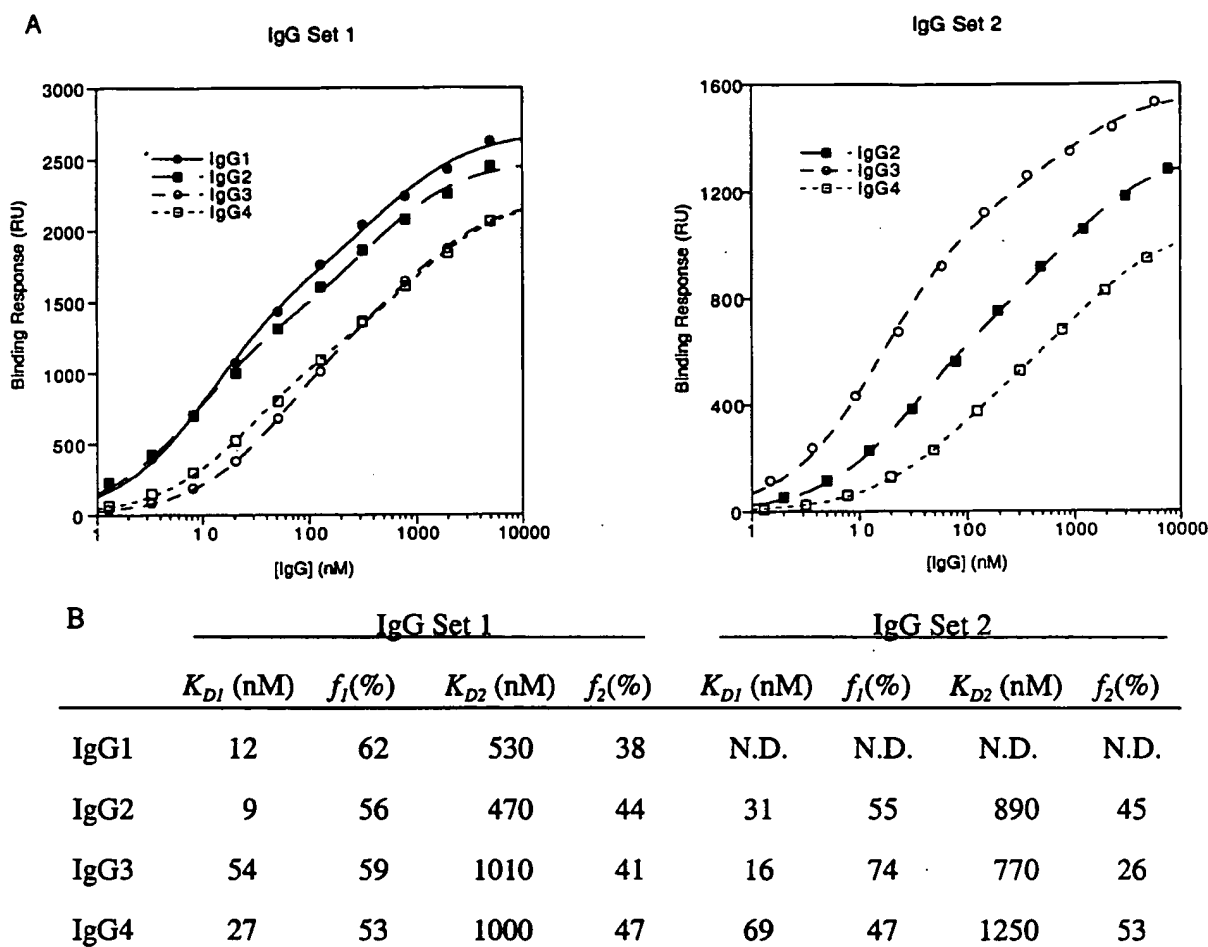 A
IgG Set 1
3000
2500
2000
1500
1000
500
0
Binding Response (RU)
IgG1
IgG2
IgG3
IgG4
1
10
100
1000
10000
[IgG] (nM)
IgG Set 2
1600
1200
800
400
0
Binding Response (RU)
IgG2
IgG3
IgG4
1
10
100
1000
10000
[IgG] (nM)
B
IgG Set 1 IgG Set 2
K_D1 (nM) f_1(%) K_D2 (nM) f_2(%) K_D1 (nM) f_1(%) K_D2 (nM) f_2(%)
IgG1 12 62 530 38 N.D. N.D. N.D. N.D.
IgG2 9 56 470 44 31 55 890 45
IgG3 54 59 1010 41 16 74 770 26
IgG4 27 53 1000 47 69 47 1250 53